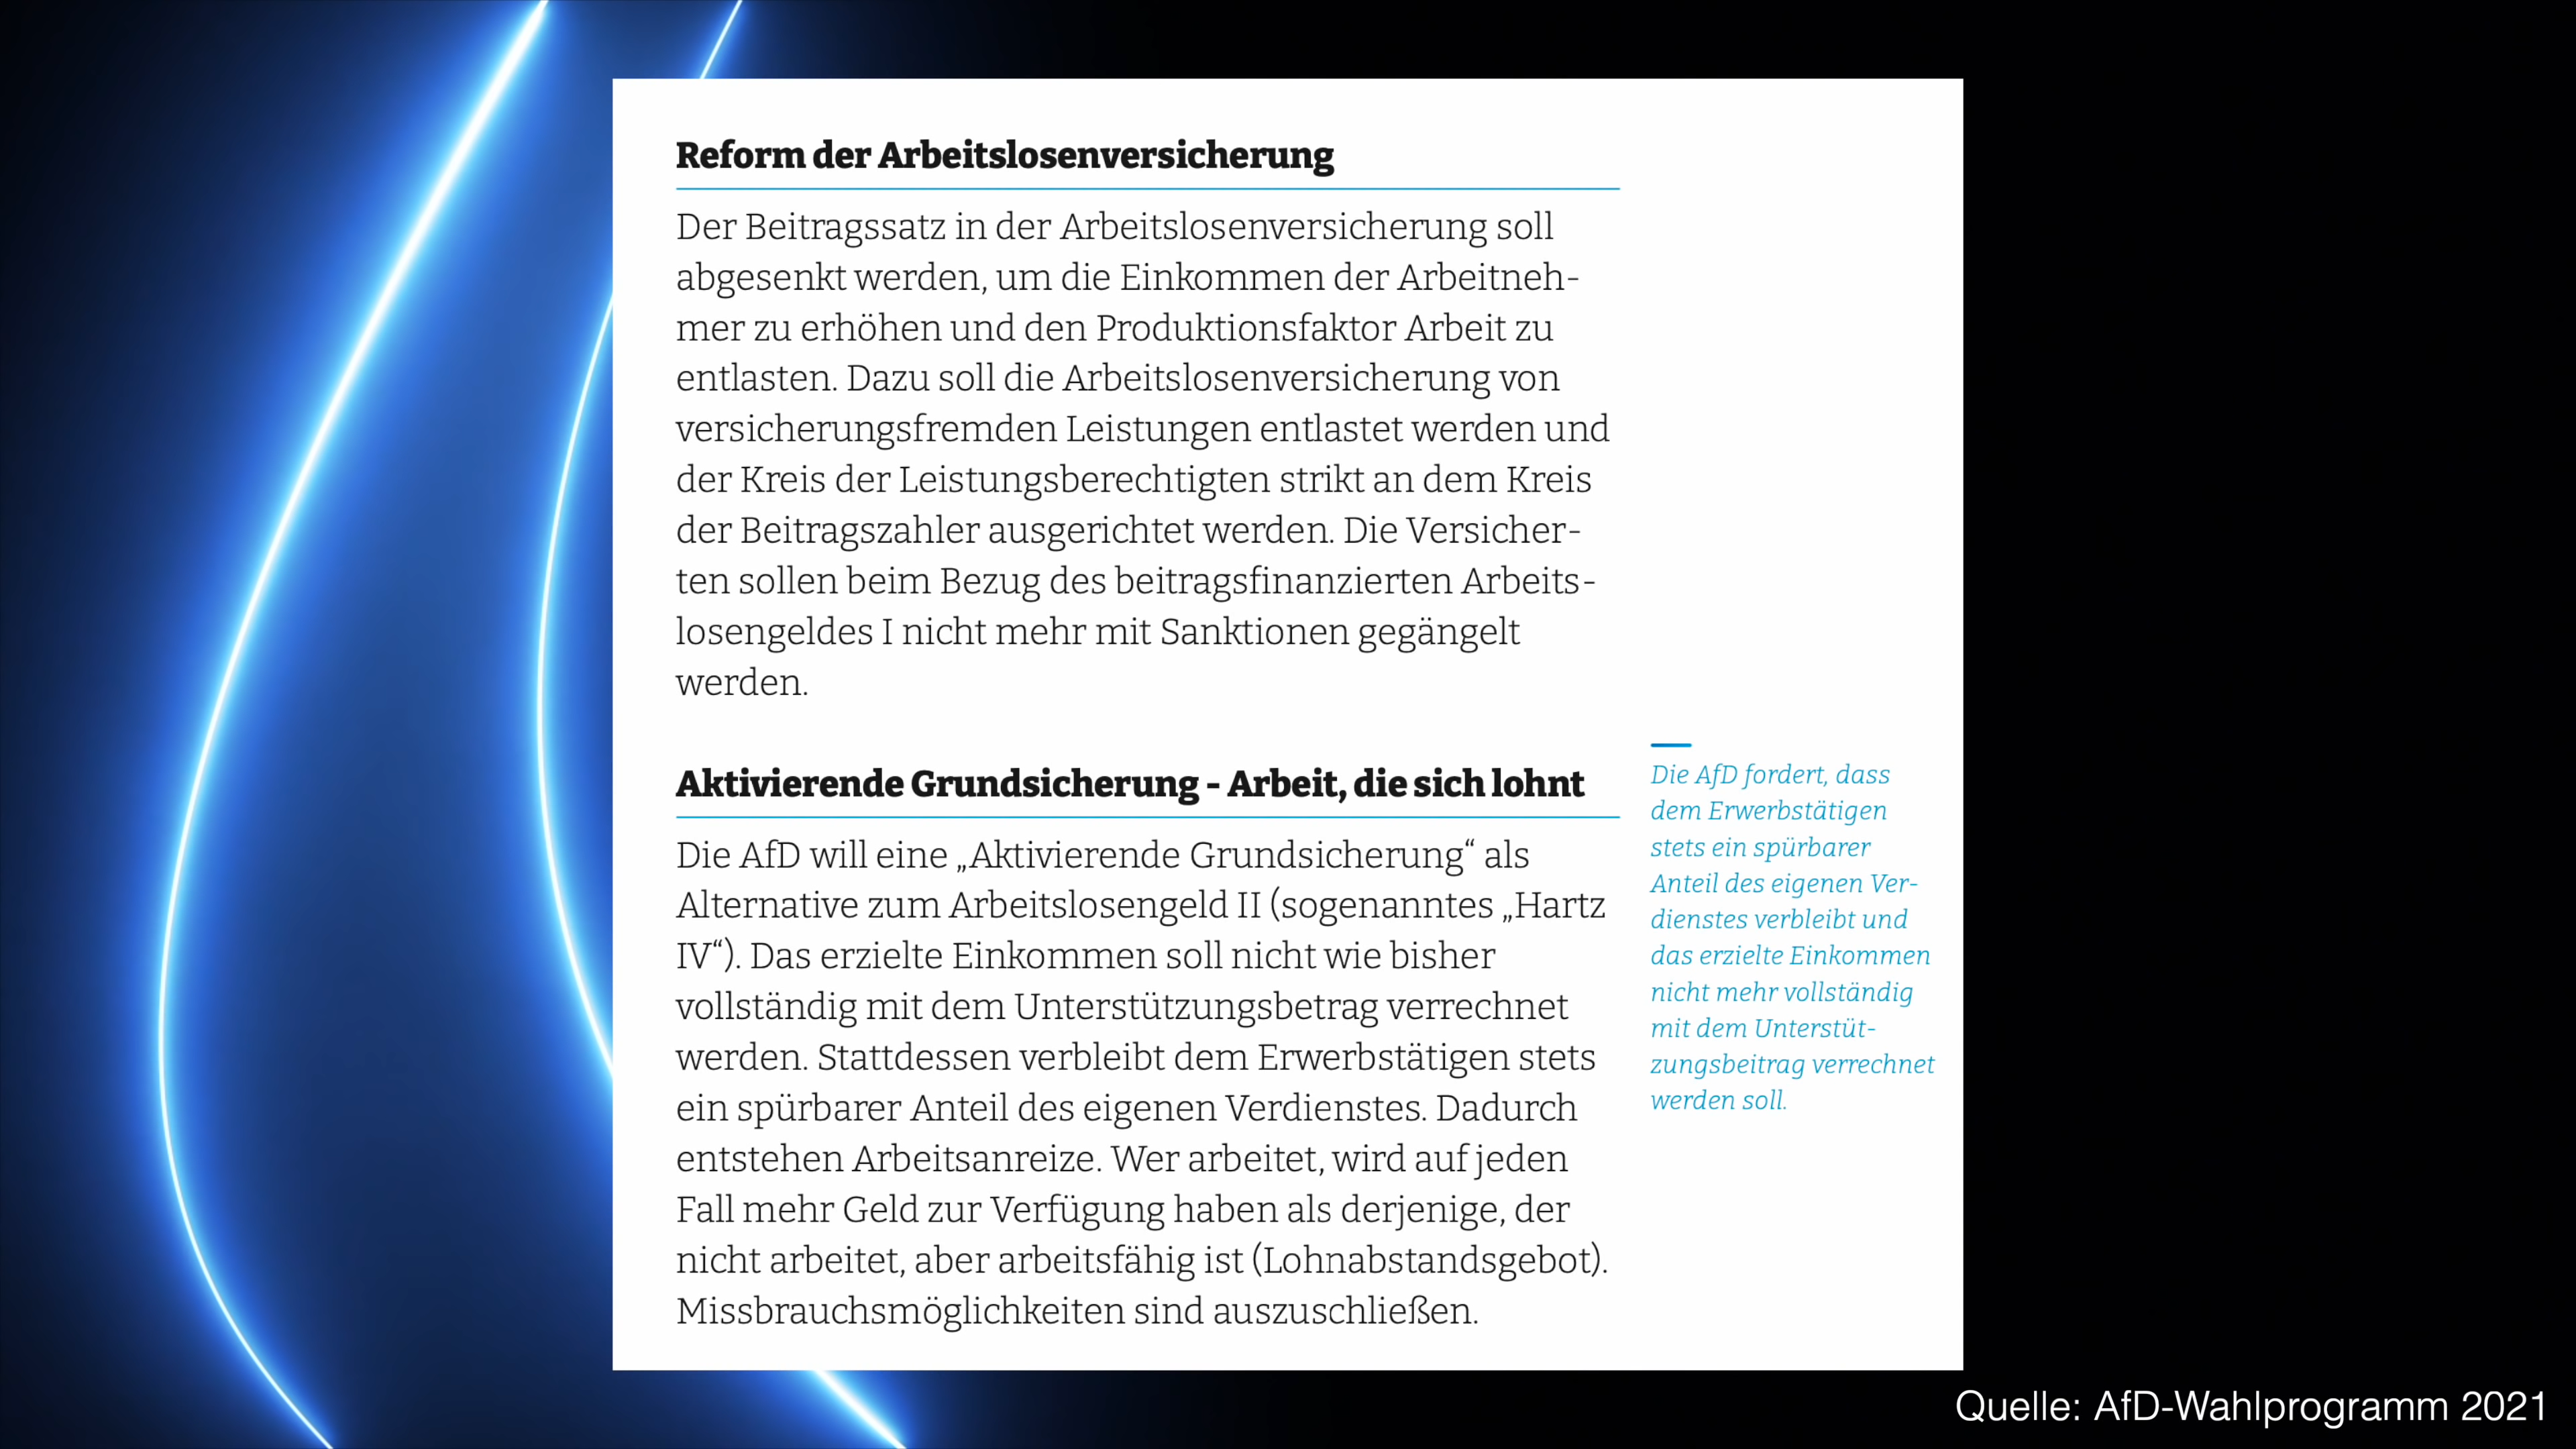 Reform der Arbeitslosenversicherung
Der Beitragssatz in der Arbeitslosenversicherung soll
abgesenkt werden, um die Einkommen der Arbeitneh-
mer zu erhöhen und den Produktionsfaktor Arbeit zu
entlasten. Dazu soll die Arbeitslosenversicherung von
versicherungsfremden Leistungen entlastet werden und
der Kreis der Leistungsberechtigten strikt an dem Kreis
der Beitragszahler ausgerichtet werden. Die Versicher-
ten sollen beim Bezug des beitragsfinanzierten Arbeits-
losengeldes I nicht mehr mit Sanktionen gegängelt
werden.
Aktivierende Grundsicherung - Arbeit, die sich lohnt
Die AfD will eine „Aktivierende Grundsicherung“ als
Alternative zum Arbeitslosengeld II (sogenanntes „Hartz
IV“). Das erzielte Einkommen soll nicht wie bisher
vollständig mit dem Unterstützungsbetrag verrechnet
werden. Stattdessen verbleibt dem Erwerbstätigen stets
ein spürbarer Anteil des eigenen Verdienstes. Dadurch
entstehen Arbeitsanreize. Wer arbeitet, wird auf jeden
Fall mehr Geld zur Verfügung haben als derjenige, der
nicht arbeitet, aber arbeitsfähig ist (Lohnabstandsgebot).
Missbrauchsmöglichkeiten sind auszuschließen.
Die AfD fordert, dass
dem Erwerbstätigen
stets ein spürbarer
Anteil des eigenen Ver-
dienstes verbleibt und
das erzielte Einkommen
nicht mehr vollständig
mit dem Unterstüt-
zungsbeitrag verrechnet
werden soll.
Quelle: AfD-Wahlprogramm 2021